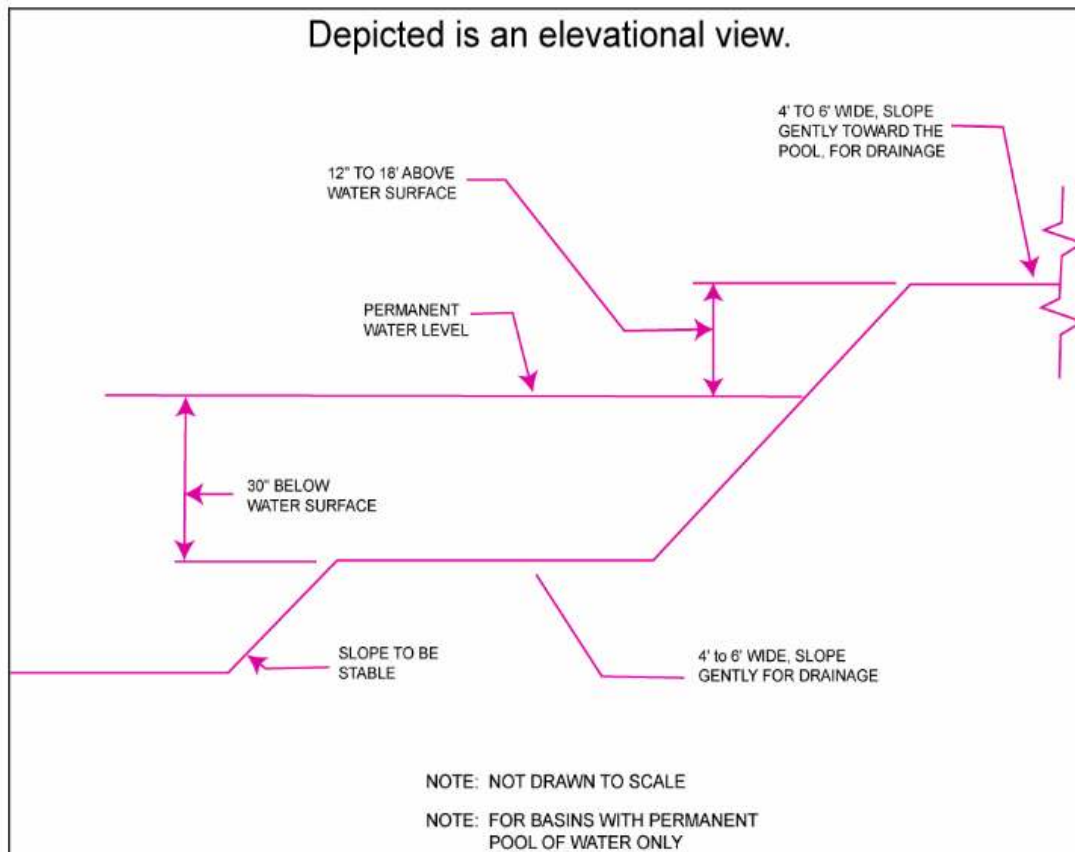 Depicted is an elevational view.
4' TO 6' WIDE, SLOPE
GENTLY TOWARD THE
POOL, FOR DRAINAGE
12" TO 18' ABOVE
WATER SURFACE
PERMANENT
WATER LEVEL
30" BELOW
WATER SURFACE
SLOPE TO BE
STABLE
4' to 6' WIDE, SLOPE
GENTLY FOR DRAINAGE
NOTE: NOT DRAWN TO SCALE
NOTE: FOR BASINS WITH PERMANENT
POOL OF WATER ONLY